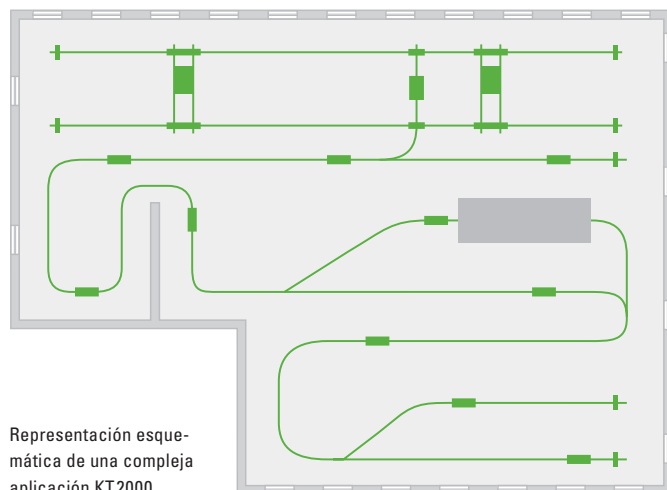 Representación esque-
mática de una compleja
aplicación KT2000